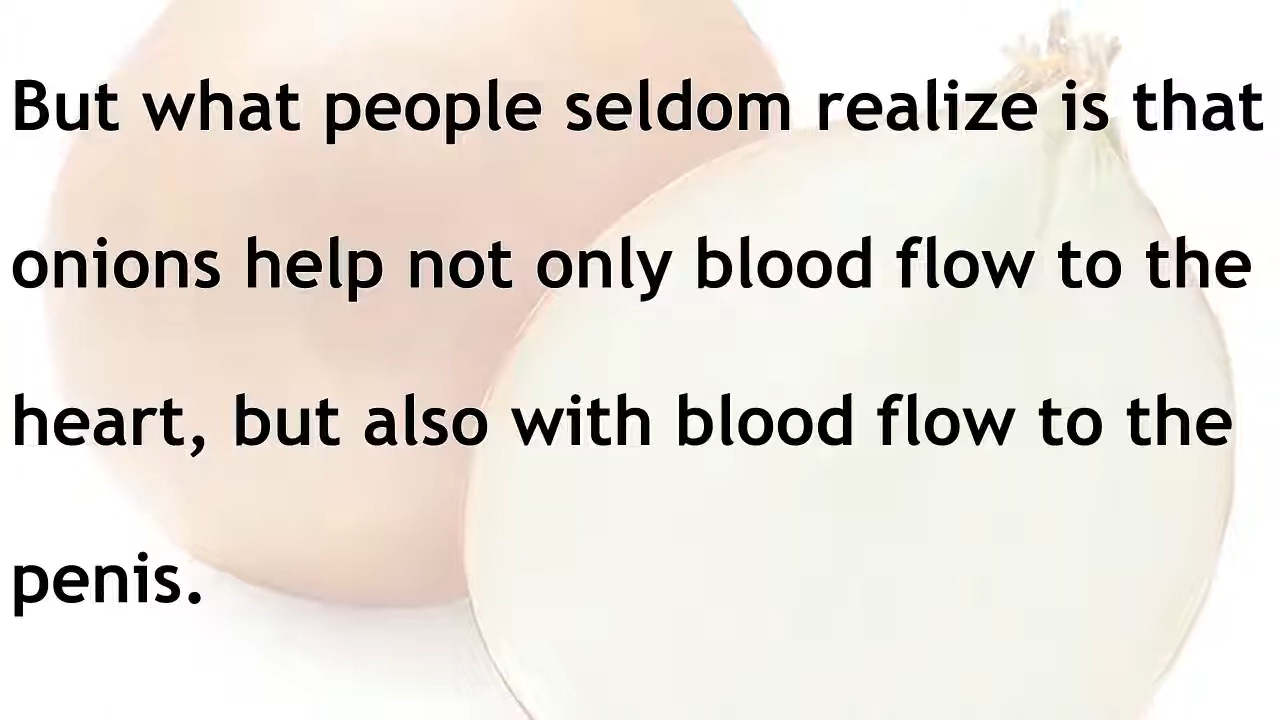 But what people seldom realize is that
onions help not only blood flow to the
heart, but also with blood flow to the
penis.